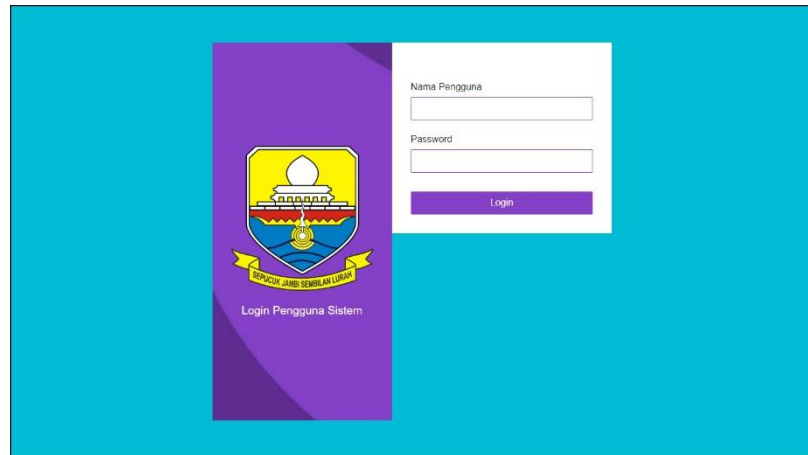 Nama Pengguna
Password
Login
SEPUCUK JAMBI SEMBILAN LURAH
Login Pengguna Sistem